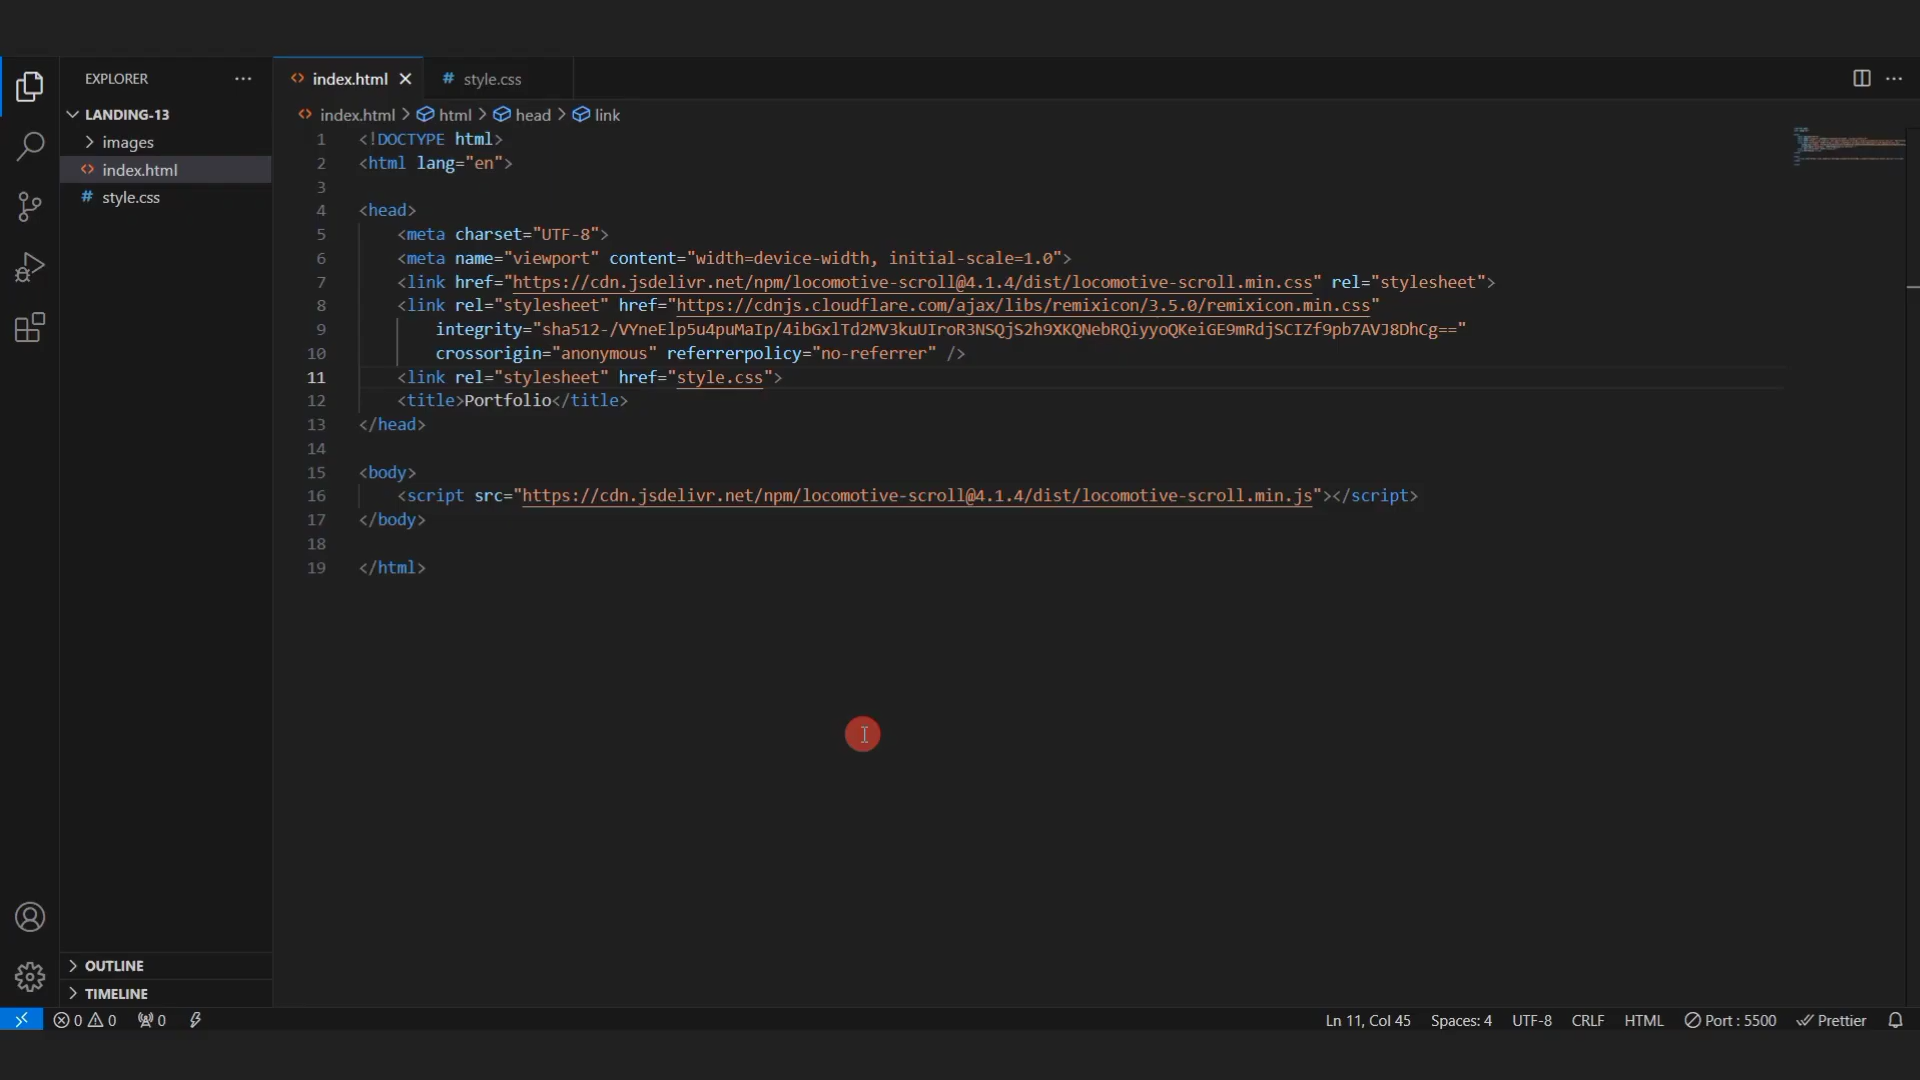 EXPLORER
LANDING-13
images
index.html
style.css
OUTLINE
TIMELINE
index.html
# style.css
index.html > html > head > link
1 <!DOCTYPE html>
2 <html lang="en">
3
4 <head>
5 <meta charset="UTF-8">
6 <meta name="viewport" content="width=device-width, initial-scale=1.0">
7 <link href="https://cdn.jsdelivr.net/npm/locomotive-scroll@4.1.4/dist/locomotive-scroll.min.css" rel="stylesheet">
8 <link rel="stylesheet" href="https://cdnjs.cloudflare.com/ajax/libs/remixicon/3.5.0/remixicon.min.css"
9 integrity="sha512-/VYneElp5u4puMaIp/4ibGxlTd2MV3kuUIroR3NSQjS2h9XKQNebRQiyyoQKeiGE9mRdjSCIZf9pb7AVJ8DhCg=="
10 crossorigin="anonymous" referrerpolicy="no-referrer" />
11 <link rel="stylesheet" href="style.css">
12 <title>Portfolio</title>
13 </head>
14
15 <body>
16 <script src="https://cdn.jsdelivr.net/npm/locomotive-scroll@4.1.4/dist/locomotive-scroll.min.js"></script>
17 </body>
18
19 </html>
0 0 0
Ln 11, Col 45 Spaces: 4 UTF-8 CRLF HTML Port : 5500 Prettier